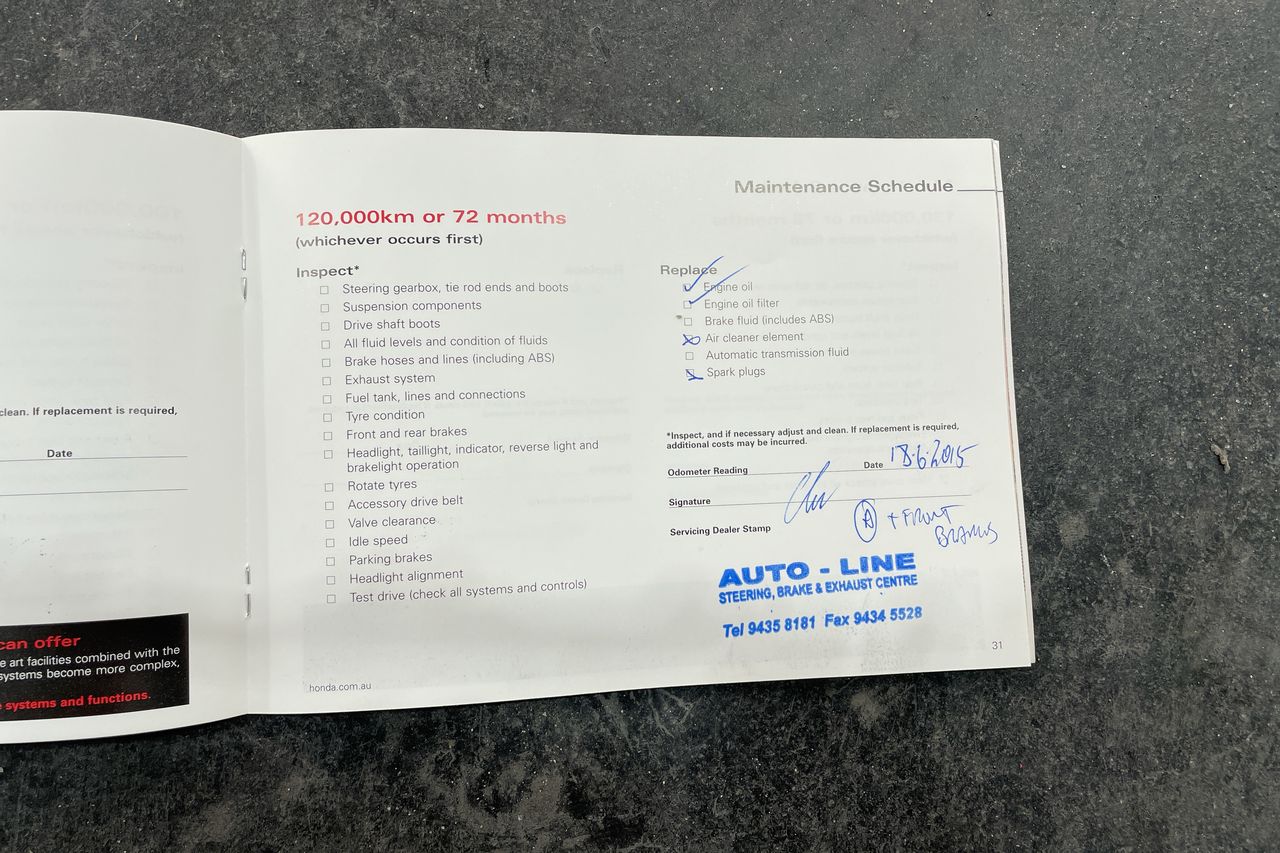 Maintenance Schedule
120,000km or 72 months
(whichever occurs first)
Inspect*
Steering gearbox, tie rod ends and boots
Suspension components
Drive shaft boots
All fluid levels and condition of fluids
Brake hoses and lines (including ABS)
Exhaust system
Fuel tank, lines and connections
Tyre condition
Front and rear brakes
Headlight, taillight, indicator, reverse light and
brakelight operation
Rotate tyres
Accessory drive belt
Valve clearance
Idle speed
Parking brakes
Headlight alignment
Test drive (check all systems and controls)
Replace
Engine oil
Engine oil filter
Brake fluid (includes ABS)
Air cleaner element
Automatic transmission fluid
Spark plugs
*Inspect, and if necessary adjust and clean. If replacement is required,
additional costs may be incurred.
Odometer Reading Date 18.6.2015
Signature
Servicing Dealer Stamp
A + FRONT
AUTO - LINE
STEERING, BRAKE & EXHAUST CENTRE
Tel 9435 8181 Fax 9434 5528
31
honda.com.au
clean. If replacement is required,
Date
can offer
e art facilities combined with the
systems become more complex,
systems and functions.